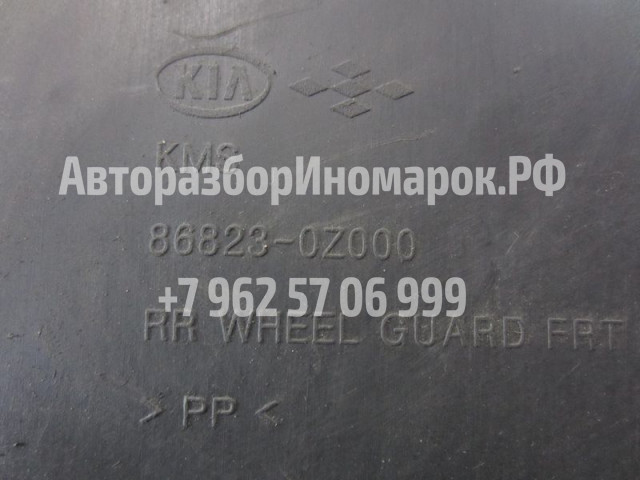 KIA
KMS
АвторазборИномарок.РФ
86823-0Z000
+7 962 57 06 999
RR WHEEL GUARD FRT
> PP <